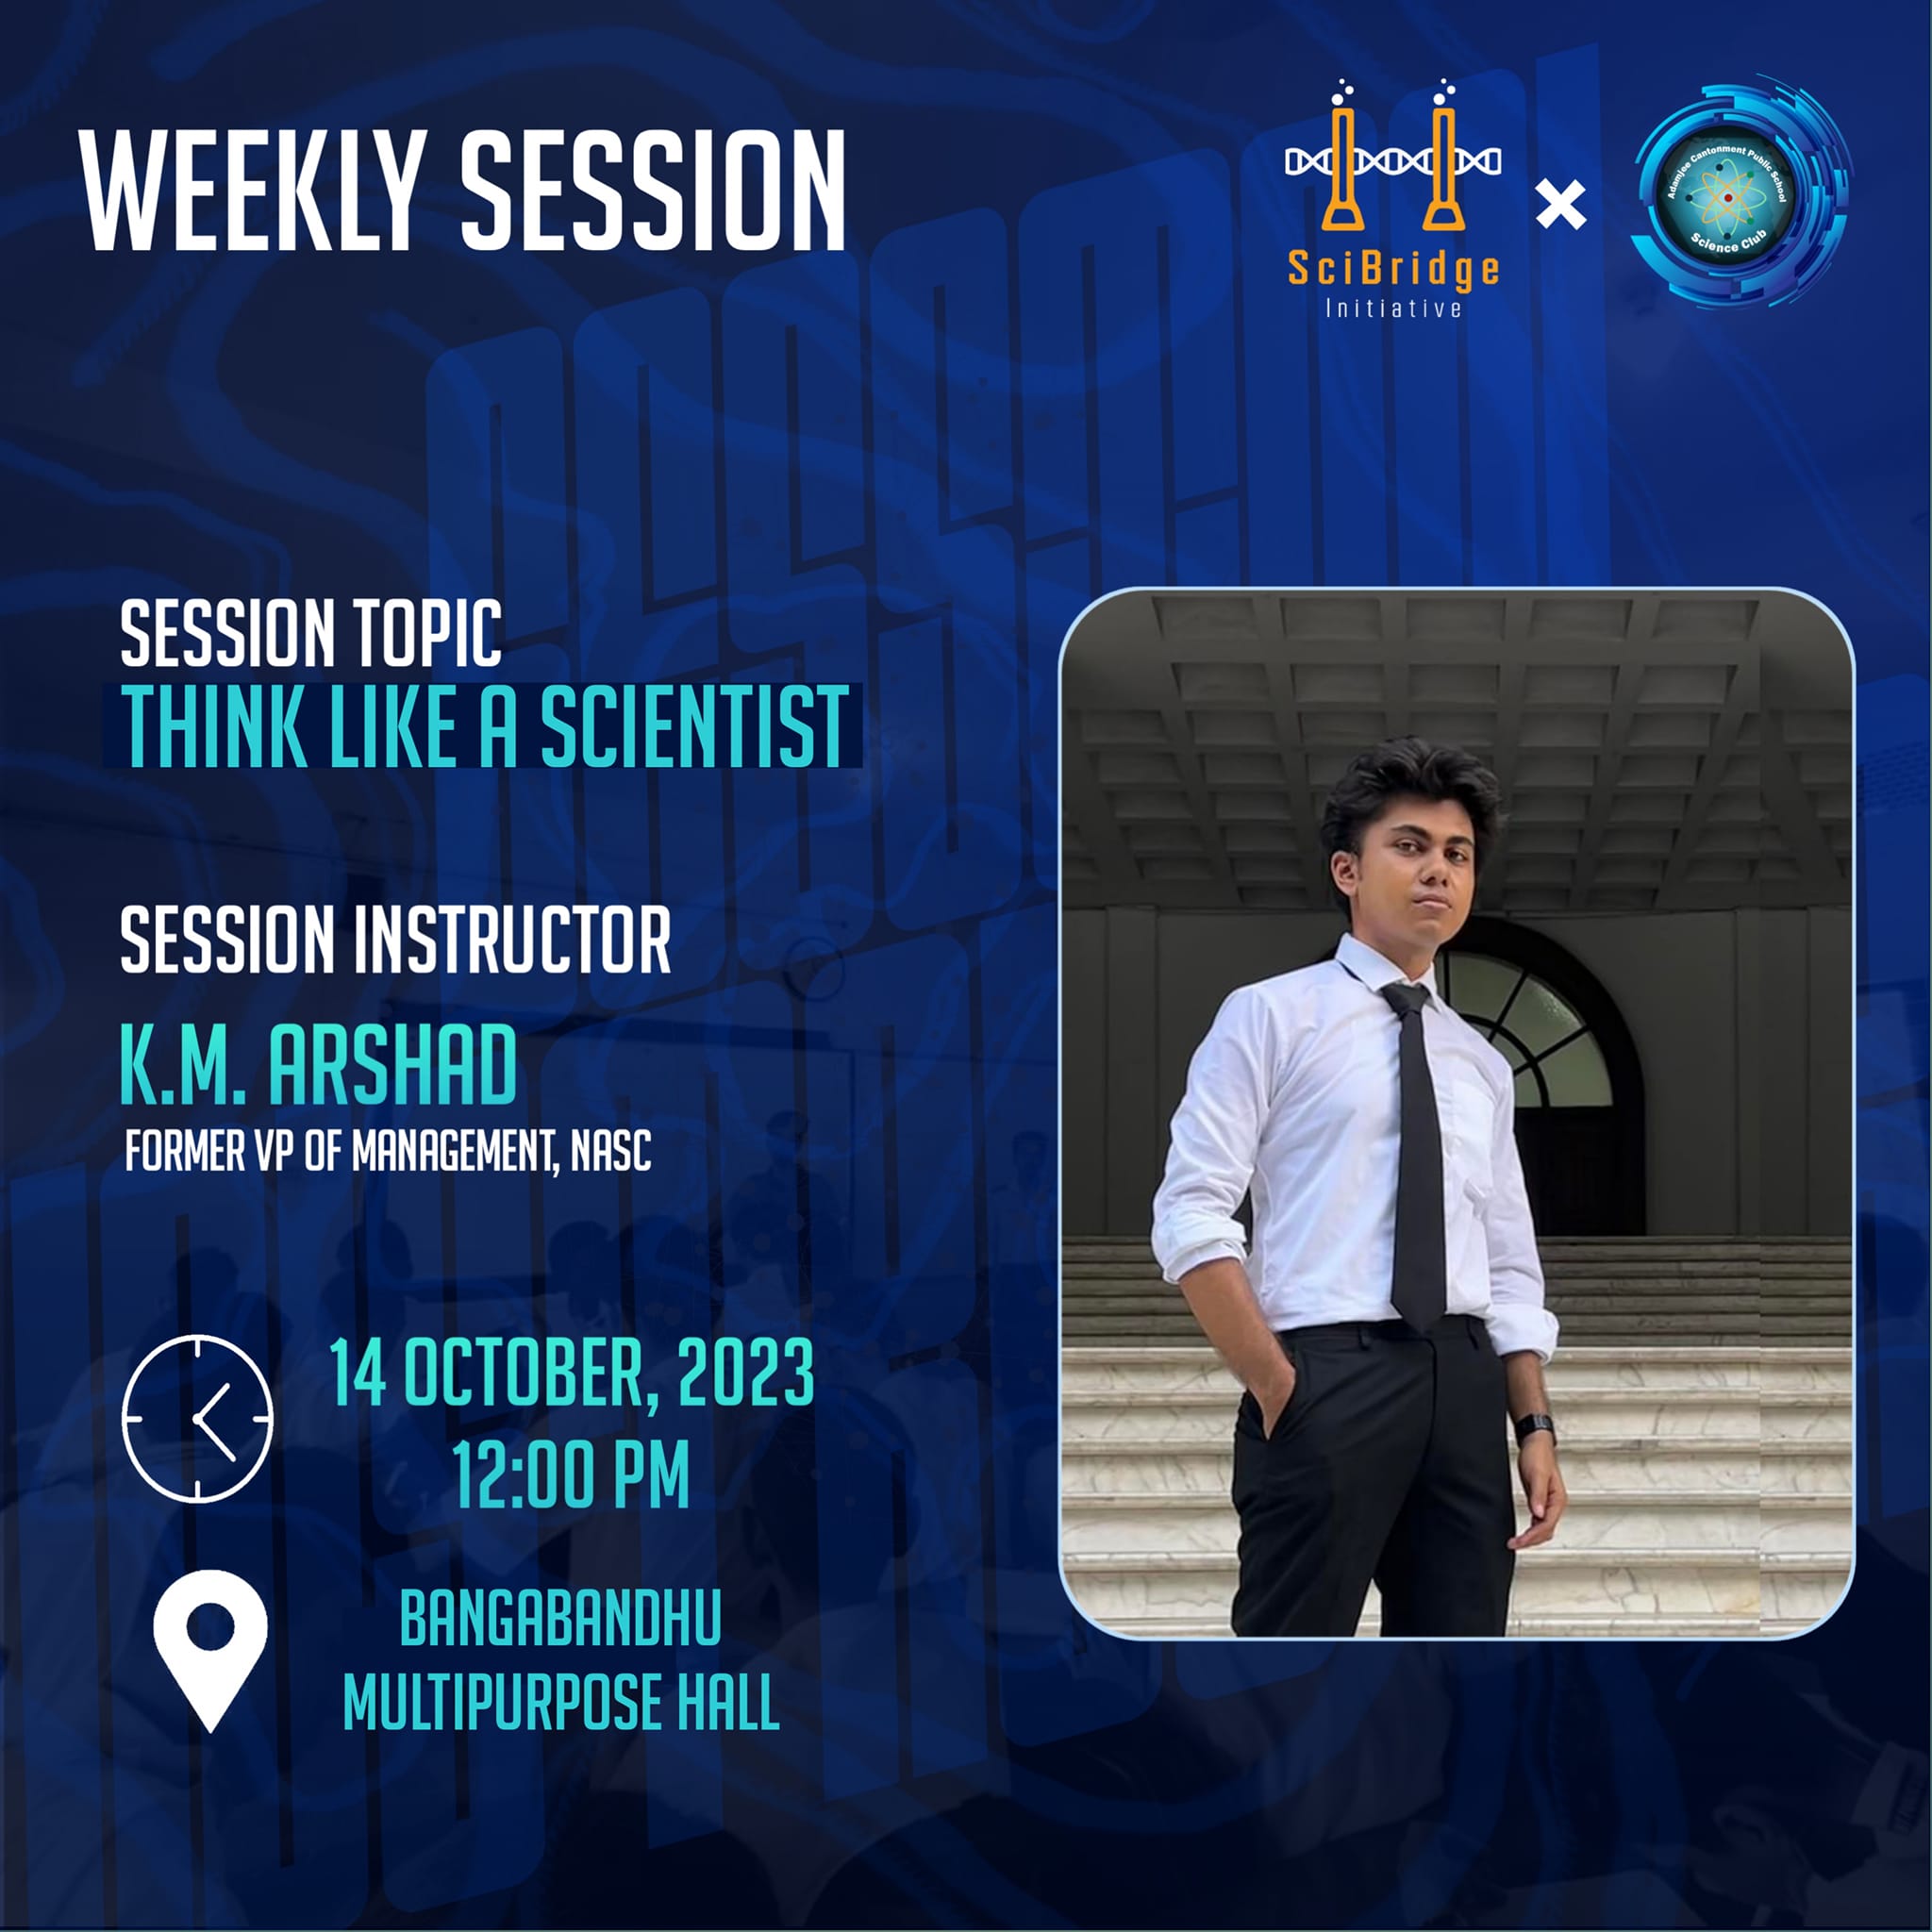 WEEKLY SESSION
SciBridge
Initiative
Adamjee Cantonment Public School
Science Club
SESSION TOPIC
THINK LIKE A SCIENTIST
SESSION INSTRUCTOR
K.M. ARSHAD
FORMER VP OF MANAGEMENT, NASC
14 OCTOBER, 2023
12:00 PM
BANGABANDHU
MULTIPURPOSE HALL